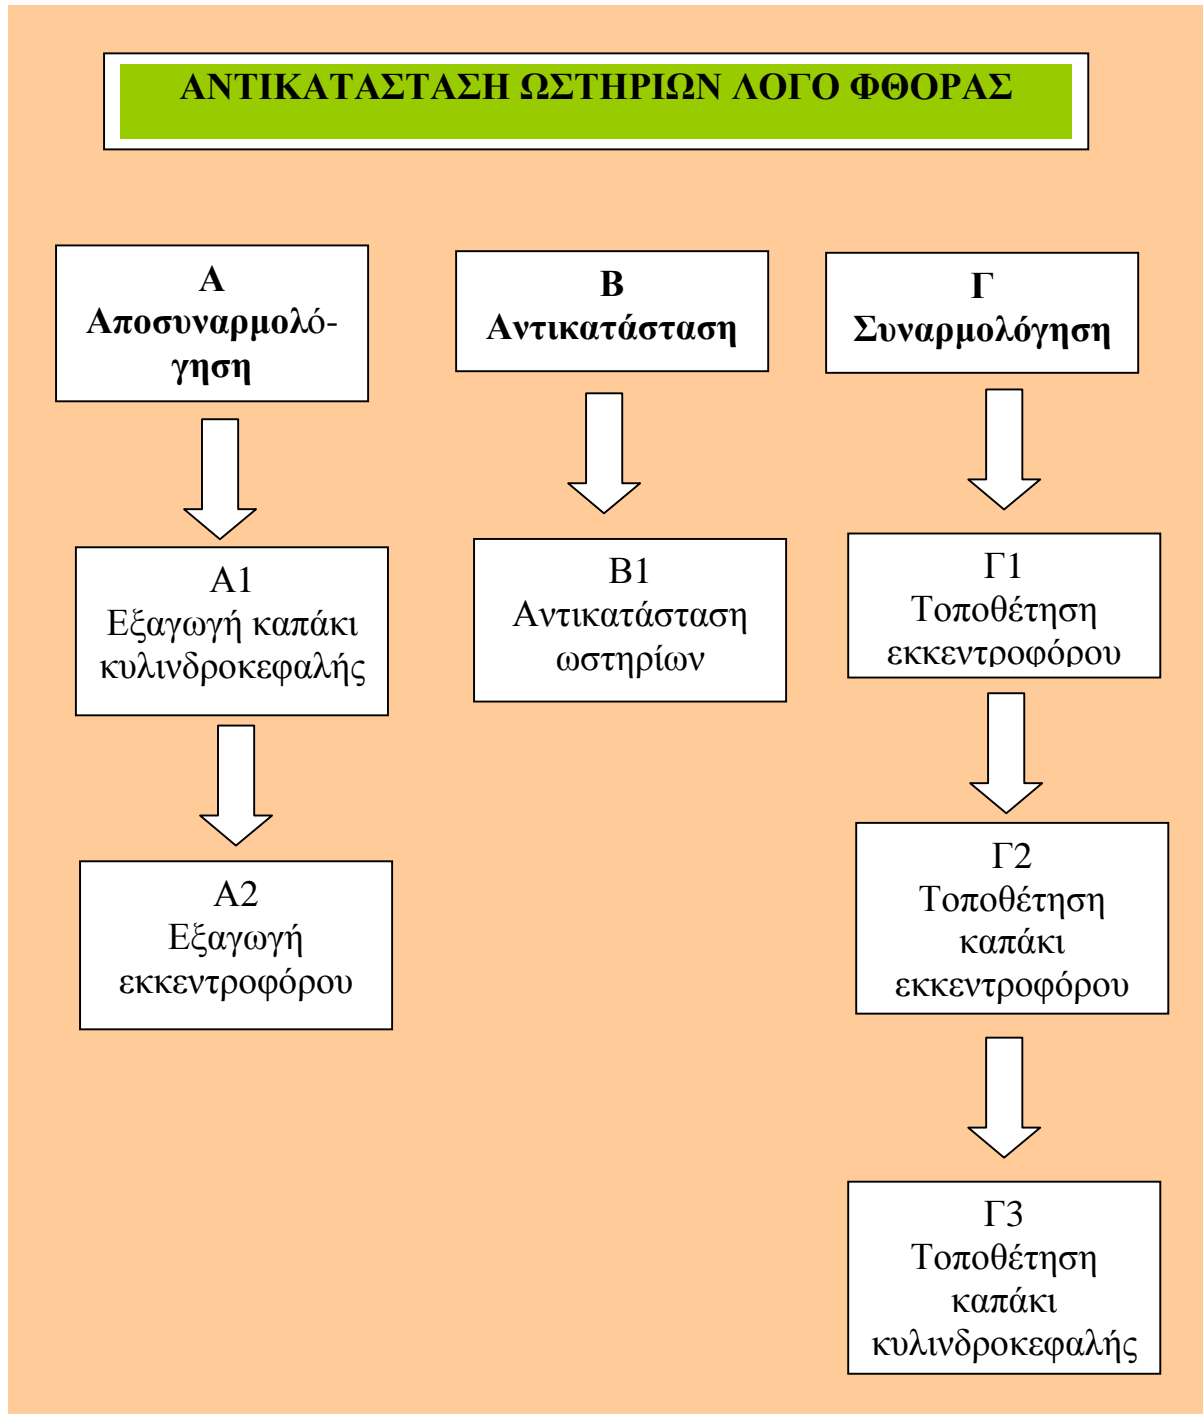 ΑΝΤΙΚΑΤΑΣΤΑΣΗ ΩΣΤΗΡΙΩΝ ΛΟΓΟ ΦΘΟΡΑΣ
Α
Αποσυναρμολό-
γηση
Α1
Εξαγωγή καπάκι
κυλινδροκεφαλής
Α2
Εξαγωγή
εκκεντροφόρου
Β
Αντικατάσταση
Β1
Αντικατάσταση
ωστηρίων
Γ
Συναρμολόγηση
Γ1
Τοποθέτηση
εκκεντροφόρου
Γ2
Τοποθέτηση
καπάκι
εκκεντροφόρου
Γ3
Τοποθέτηση
καπάκι
κυλινδροκεφαλής